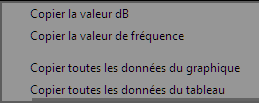 Copier la valeur dB
Copier la valeur de fréquence
Copier toutes les données du graphique
Copier toutes les données du tableau